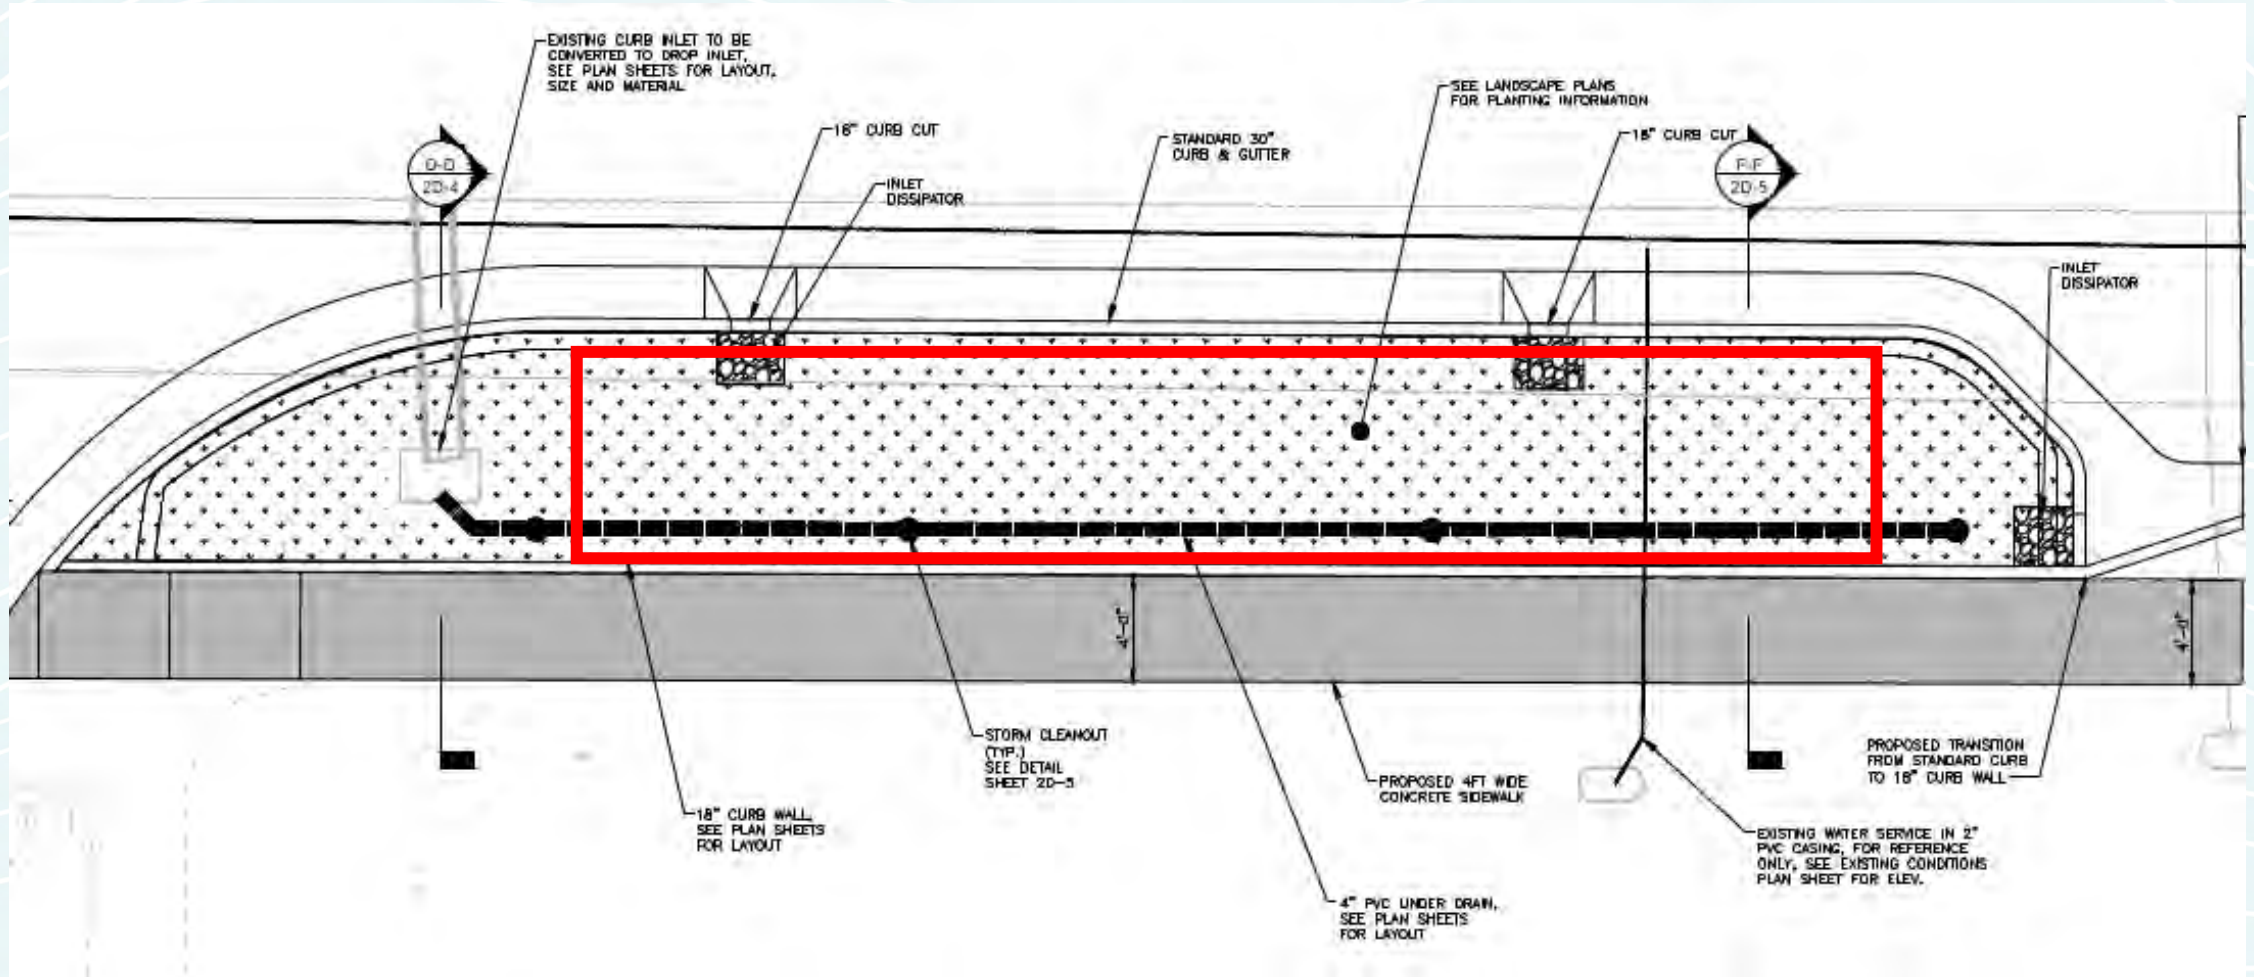 EXISTING CURB INLET TO BE
CONVERTED TO DROP INLET,
SEE PLAN SHEETS FOR LAYOUT,
SIZE AND MATERIAL
SEE LANDSCAPE PLANS
FOR PLANTING INFORMATION
18" CURB CUT
STANDARD 30"
CURB & GUTTER
18" CURB CUT
D-D
2D-4
F-F
2D-5
INLET
DISSIPATOR
INLET
DISSIPATOR
4'-0"
4'-0"
STORM CLEANOUT
(TYP.)
SEE DETAIL
SHEET 2D-5
PROPOSED 4FT WIDE
CONCRETE SIDEWALK
PROPOSED TRANSITION
FROM STANDARD CURB
TO 18" CURB WALL
18" CURB WALL,
SEE PLAN SHEETS
FOR LAYOUT
EXISTING WATER SERVICE IN 2"
PVC CASING, FOR REFERENCE
ONLY, SEE EXISTING CONDITIONS
PLAN SHEET FOR ELEV.
4" PVC UNDER DRAIN,
SEE PLAN SHEETS
FOR LAYOUT